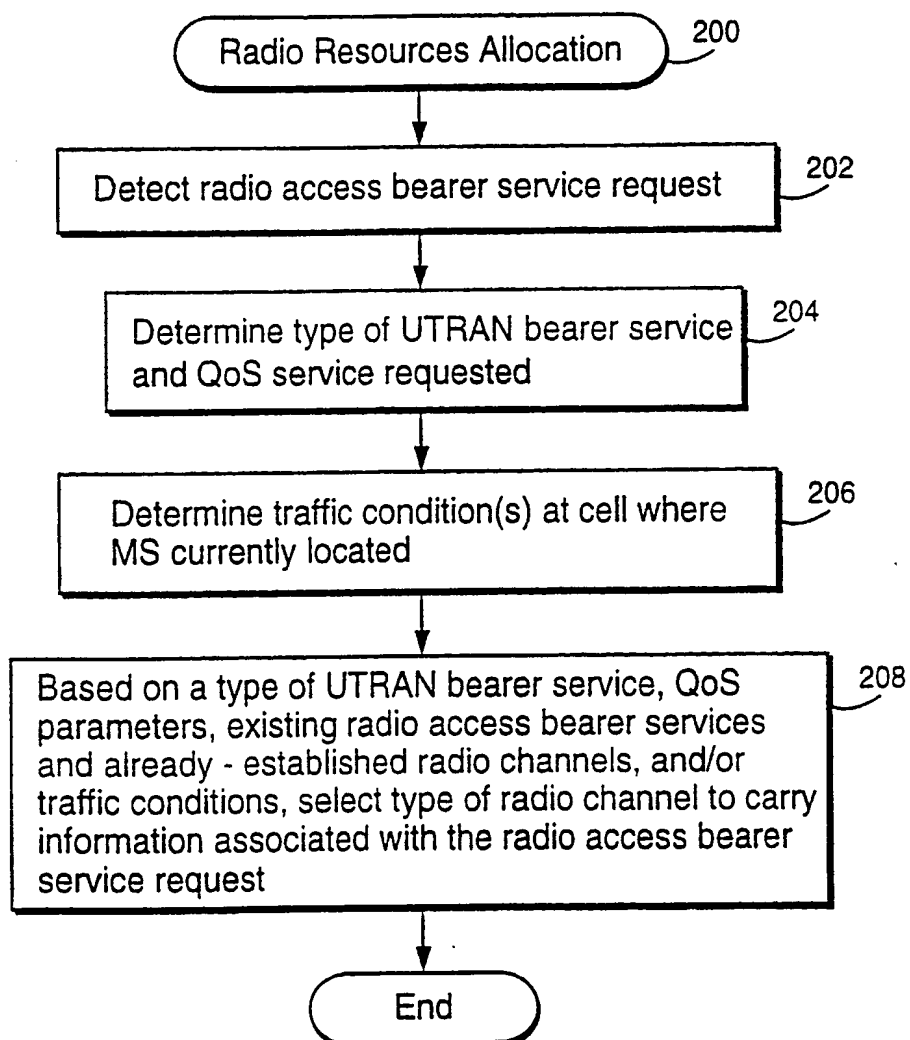 Radio Resources Allocation
200
Detect radio access bearer service request
202
Determine type of UTRAN bearer service
and QoS service requested
204
Determine traffic condition(s) at cell where
MS currently located
206
Based on a type of UTRAN bearer service, QoS
parameters, existing radio access bearer services
and already - established radio channels, and/or
traffic conditions, select type of radio channel to carry
information associated with the radio access bearer
service request
208
End